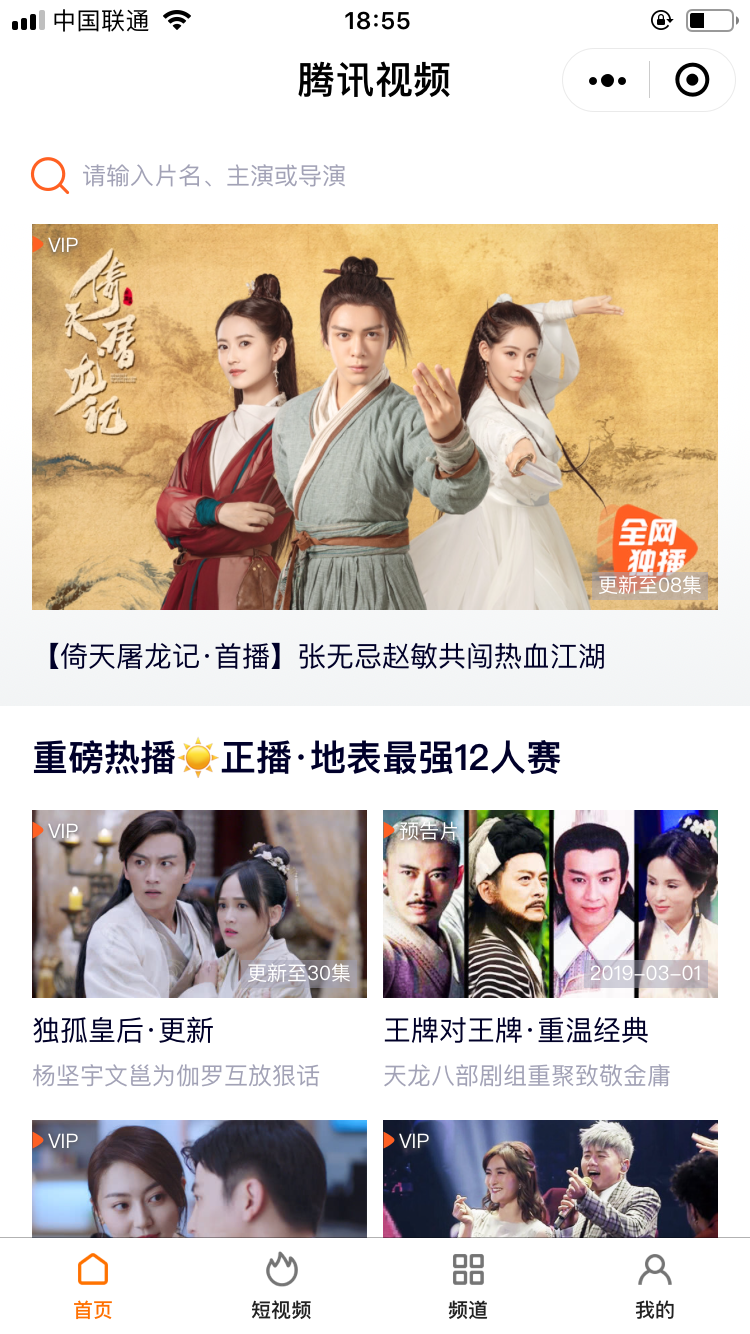 中国联通
18:55
腾讯视频
请输入片名、主演或导演
VIP
倚天屠龙记
全网
独播
更新至08集
【倚天屠龙记·首播】张无忌赵敏共闯热血江湖
重磅热播☀️正播·地表最强12人赛
VIP
更新至30集
预告片
2019-03-01
独孤皇后·更新
王牌对王牌·重温经典
杨坚宇文邕为伽罗互放狠话
天龙八部剧组重聚致敬金庸
VIP
VIP
首页
短视频
频道
我的